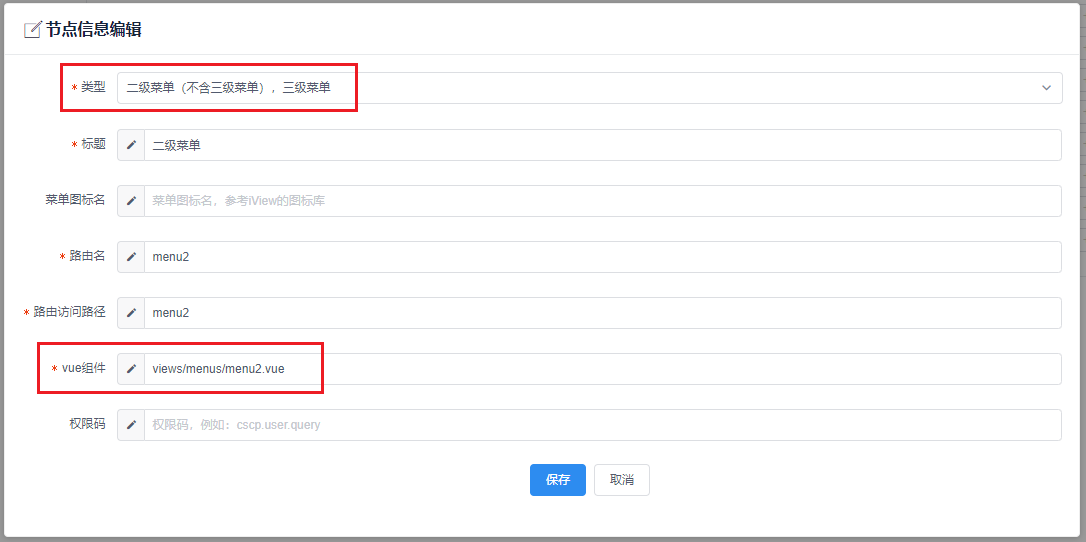 节点信息编辑
* 类型 二级菜单（不含三级菜单），三级菜单
* 标题 二级菜单
菜单图标名 菜单图标名，参考iView的图标库
* 路由名 menu2
* 路由访问路径 menu2
* vue组件 views/menus/menu2.vue
权限码 权限码，例如：cscp.user.query
保存 取消